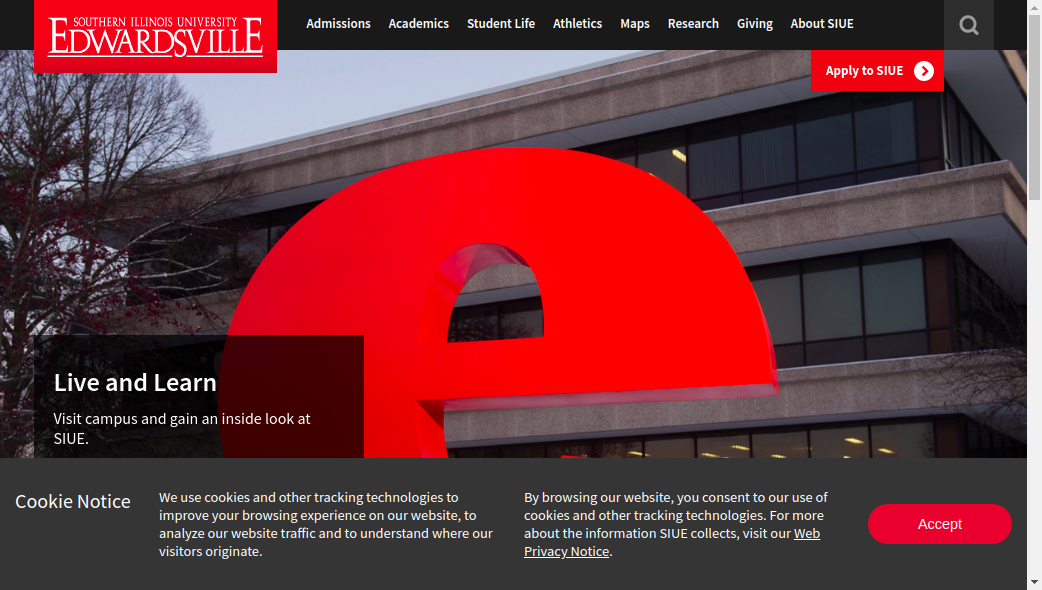 SOUTHERN ILLINOIS UNIVERSITY
EDWARDSVILLE
Admissions Academics Student Life Athletics Maps Research Giving About SIUE
Apply to SIUE
e
Live and Learn
Visit campus and gain an inside look at
SIUE.
Cookie Notice
We use cookies and other tracking technologies to
improve your browsing experience on our website, to
analyze our website traffic and to understand where our
visitors originate.
By browsing our website, you consent to our use of
cookies and other tracking technologies. For more
about the information SIUE collects, visit our Web
Privacy Notice.
Accept